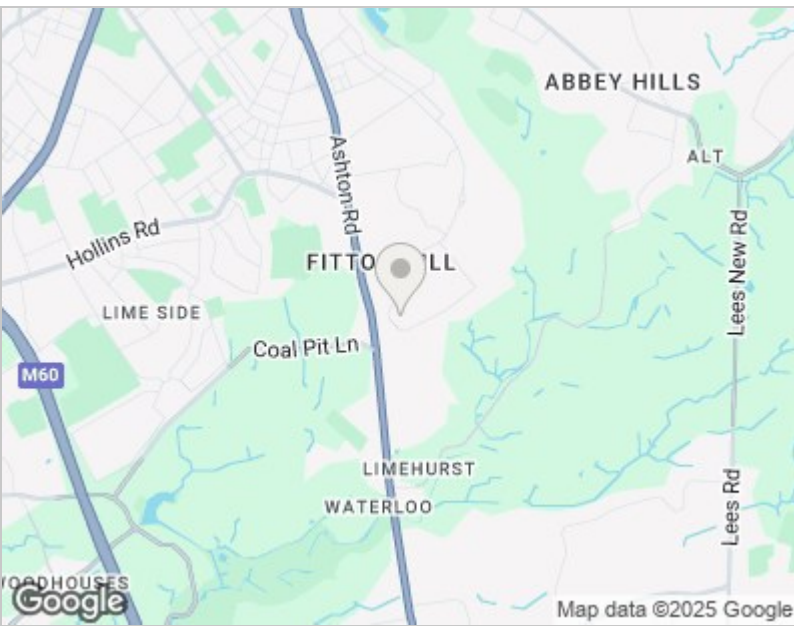 ABBEY HILLS
Ashton Rd
ALT
Hollins Rd
Lees New Rd
LIME SIDE
Coal Pit Ln
M60
LIMEHURST
WATERLOO
Lees Rd
Google
Map data ©2025 Google